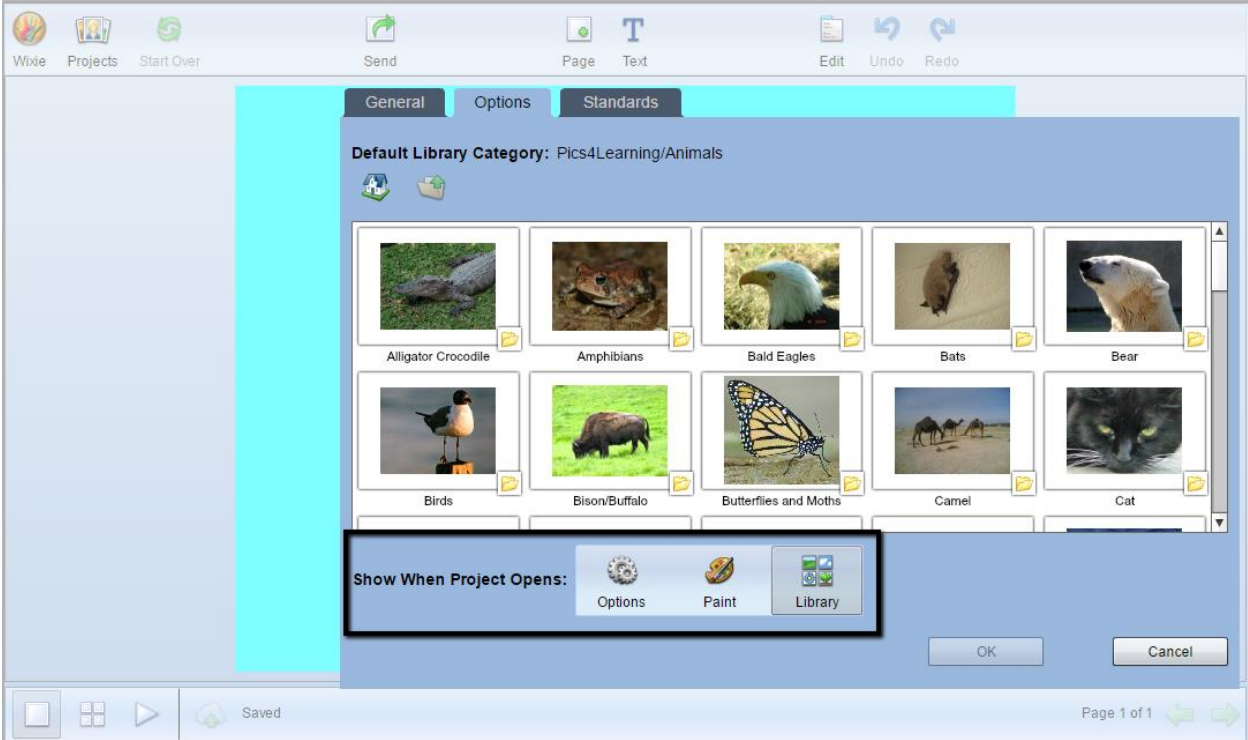 Wixie Projects Start Over Send Page Text Edit Undo Redo
General Options Standards
Default Library Category: Pics4Learning/Animals
Alligator Crocodile Amphibians Bald Eagles Bats Bear
Birds Bison/Buffalo Butterflies and Moths Camel Cat
Show When Project Opens:
Options Paint Library
OK Cancel
Saved Page 1 of 1